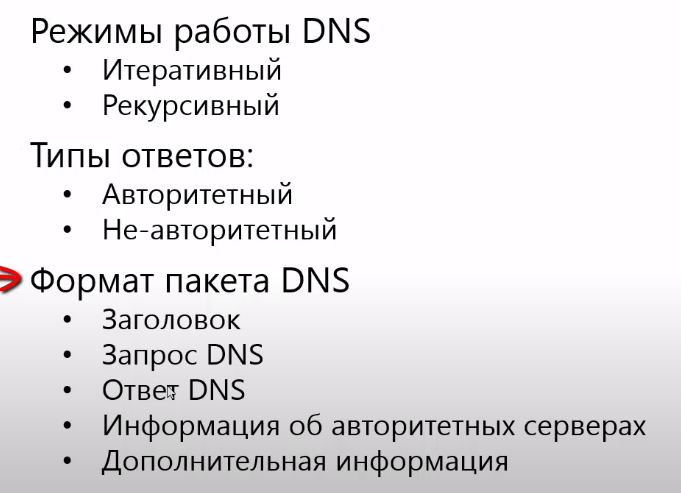 Режимы работы DNS
• Итеративный
• Рекурсивный
Типы ответов:
• Авторитетный
• Не-авторитетный
Формат пакета DNS
• Заголовок
• Запрос DNS
• Ответ DNS
• Информация об авторитетных серверах
• Дополнительная информация